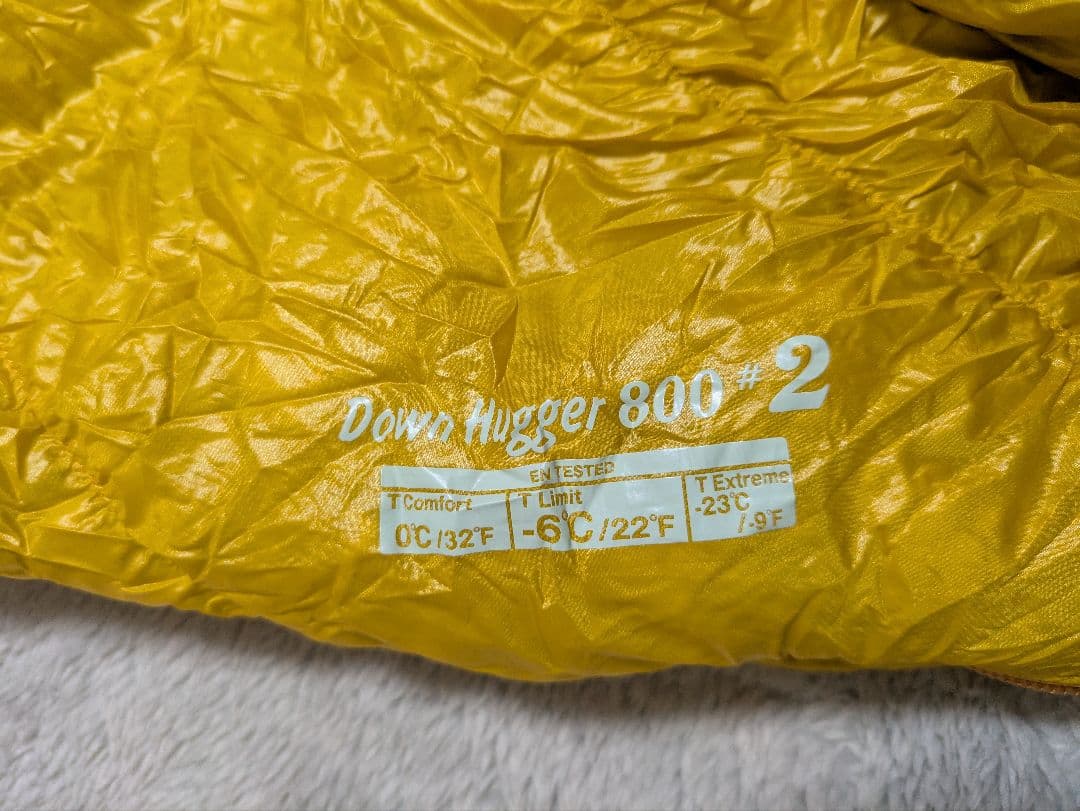 Down Hugger 800 #2
EN TESTED
T Comfort
0℃/32℉
T Limit
-6℃/22℉
T Extreme
-23℃
/-9℉